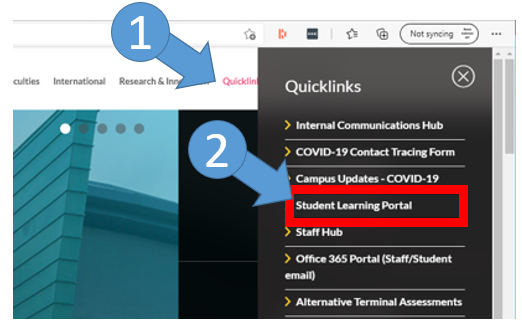 1
Not syncing
culties International Research & Inn Quicklin
Quicklinks
Internal Communications Hub
COVID-19 Contact Tracing Form
2
Campus Updates - COVID-19
Student Learning Portal
Staff Hub
Office 365 Portal (Staff/Student
email)
Alternative Terminal Assessments